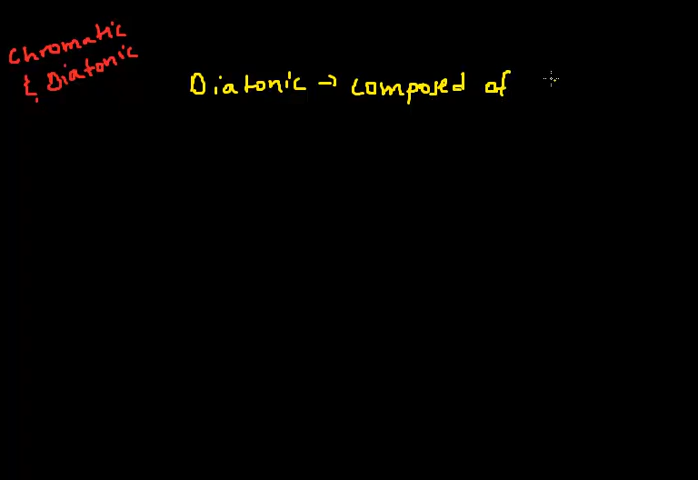 Chromatic
& Diatonic
Diatonic → composed of